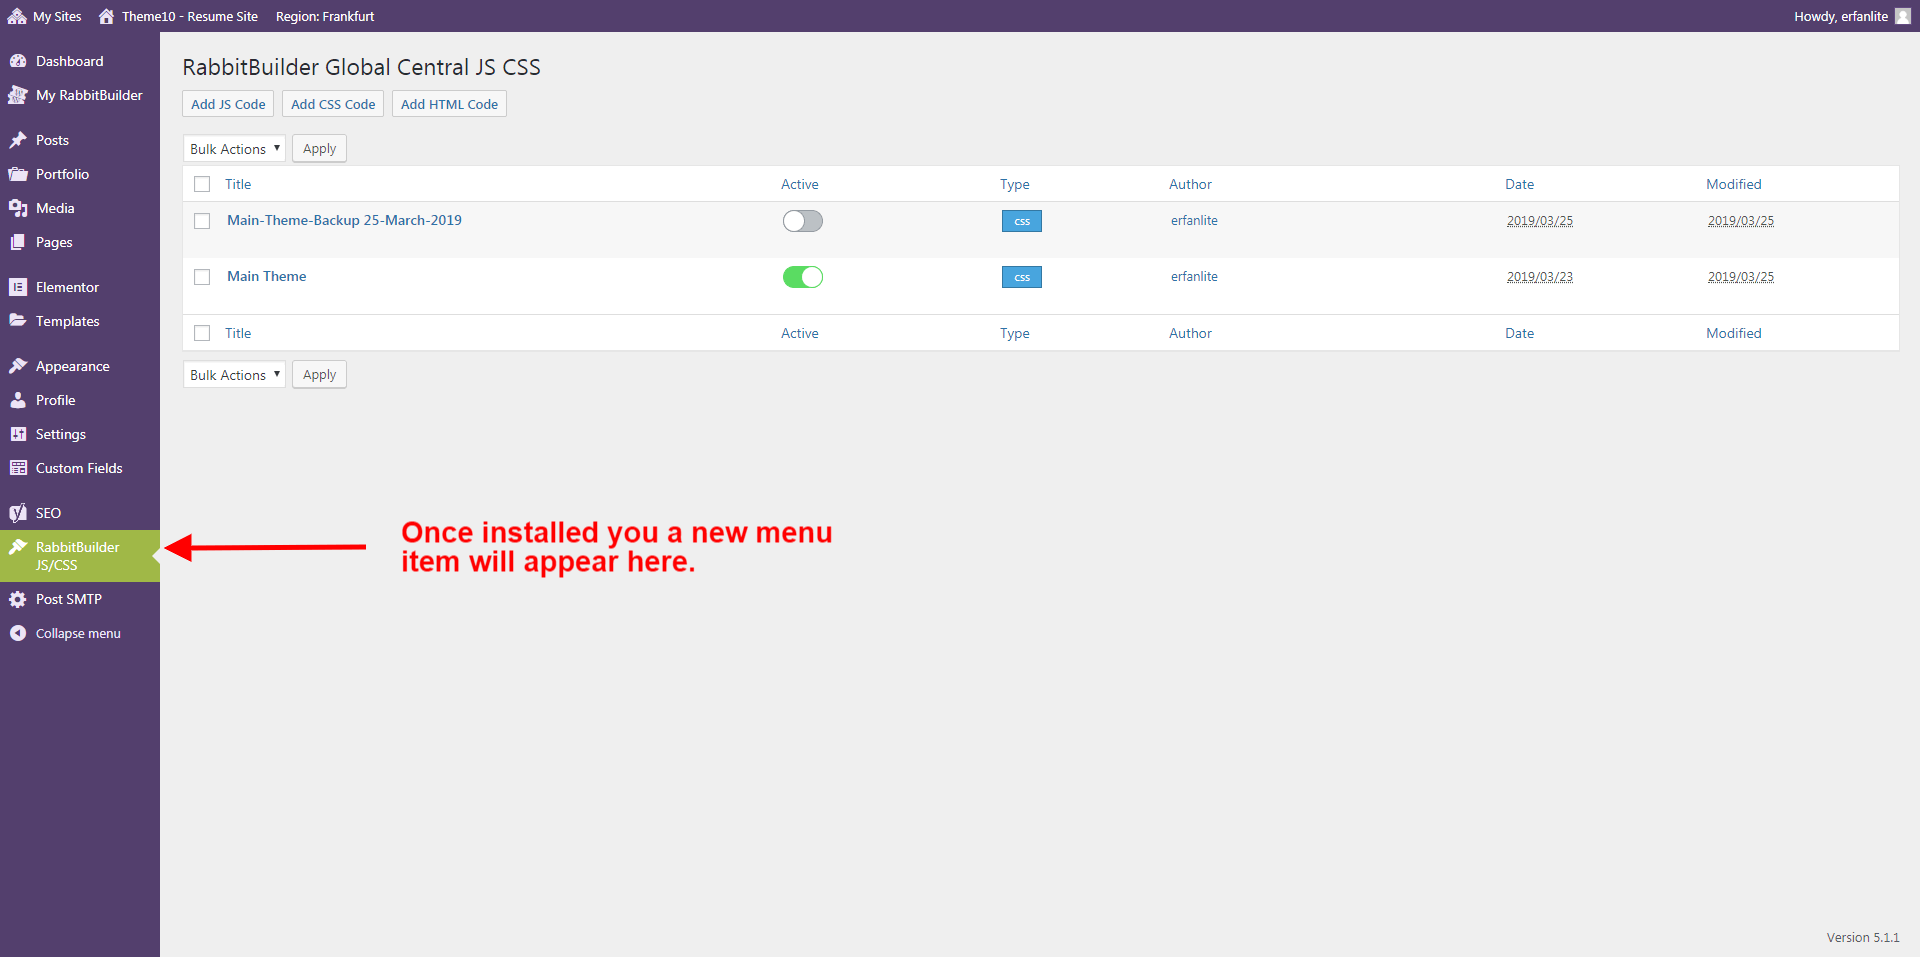 My Sites Theme10 - Resume Site Region: Frankfurt Howdy, erfanlite
Dashboard
My RabbitBuilder
Posts
Portfolio
Media
Pages
Elementor
Templates
Appearance
Profile
Settings
Custom Fields
SEO
RabbitBuilder
JS/CSS
Post SMTP
Collapse menu
RabbitBuilder Global Central JS CSS
Add JS Code Add CSS Code Add HTML Code
Bulk Actions Apply
Title Active Type Author Date Modified
Main-Theme-Backup 25-March-2019 css erfanlite 2019/03/25 2019/03/25
Main Theme css erfanlite 2019/03/23 2019/03/25
Title Active Type Author Date Modified
Bulk Actions Apply
Once installed you a new menu
item will appear here.
Version 5.1.1